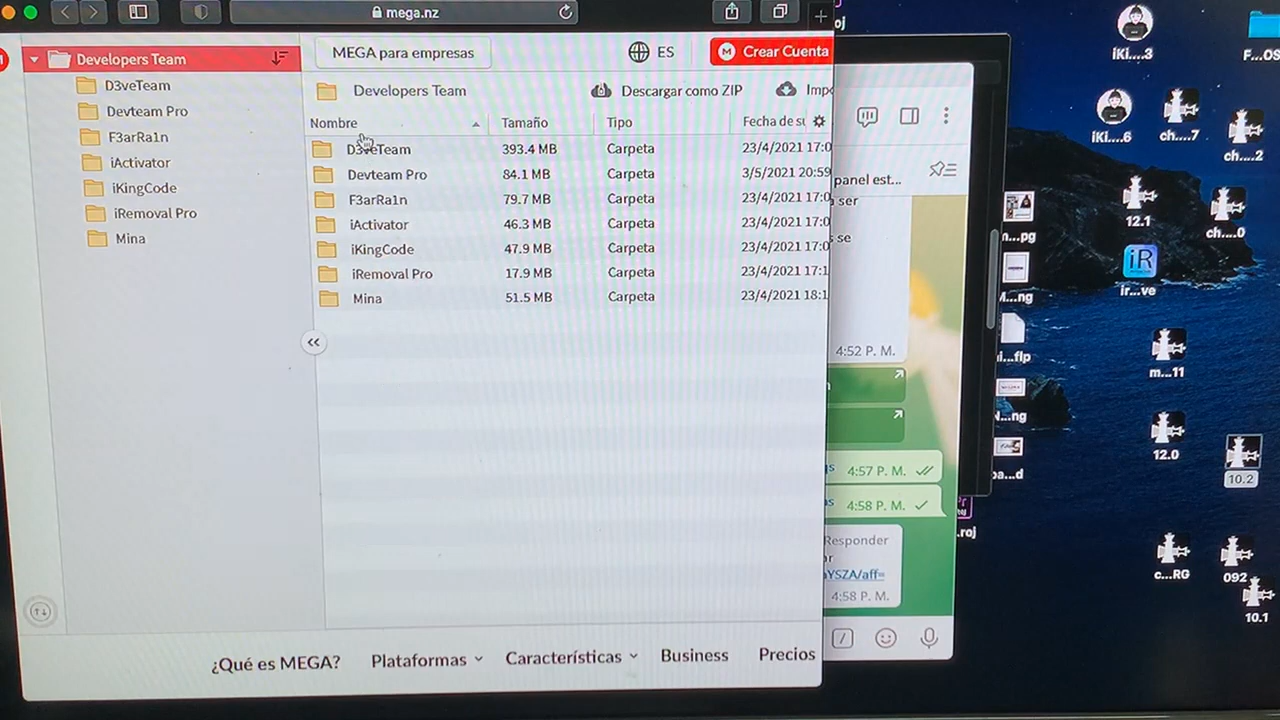 mega.nz
Developers Team
D3veTeam
Devteam Pro
F3arRa1n
iActivator
iKingCode
iRemoval Pro
Mina
MEGA para empresas
ES
M Crear Cuenta
Developers Team
Descargar como ZIP
Impo
Nombre Tamaño Tipo Fecha de su
D3veTeam 393.4 MB Carpeta 23/4/2021 17:0
Devteam Pro 84.1 MB Carpeta 3/5/2021 20:59
F3arRa1n 79.7 MB Carpeta 23/4/2021 17:0
iActivator 46.3 MB Carpeta 23/4/2021 17:0
iKingCode 47.9 MB Carpeta 23/4/2021 17:0
iRemoval Pro 17.9 MB Carpeta 23/4/2021 17:1
Mina 51.5 MB Carpeta 23/4/2021 18:1
¿Qué es MEGA? Plataformas Características Business Precios
panel est...
ser
se
4:52 P. M.
4:57 P. M.
4:58 P. M.
Responder
YSZA/aff=
4:58 P. M.
oj
iKi....3
F...OS
iKi....6
ch....7
ch....2
...pg
12.1
ch....0
iR
ir...ve
...ng
...flp
m...11
...ng
12.0
...d
10.2
.roj
c...RG
092
10.1